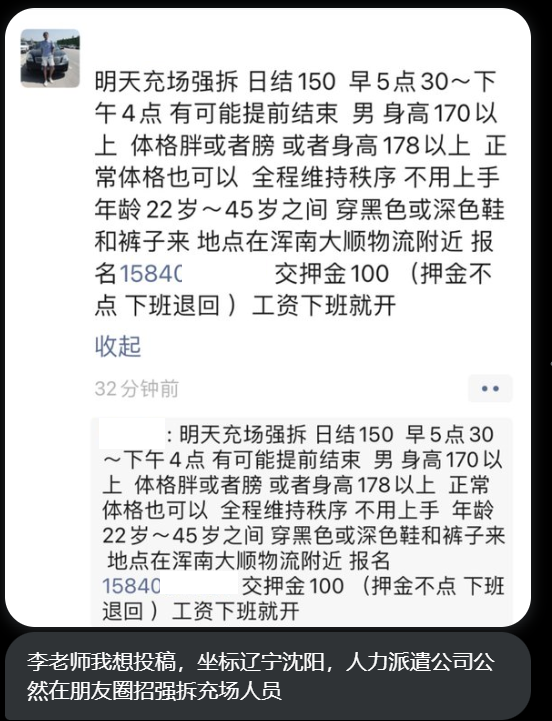 明天充场强拆 日结150 早5点30～下
午4点 有可能提前结束 男 身高170以
上 体格胖或者膀 或者身高178以上 正
常体格也可以 全程维持秩序 不用上手
年龄22岁～45岁之间 穿黑色或深色鞋
和裤子来 地点在浑南大顺物流附近 报
名15840 交押金100 （押金不
点 下班退回 ）工资下班就开
收起
32分钟前
: 明天充场强拆 日结150 早5点30
～下午4点 有可能提前结束 男 身高170以
上 体格胖或者膀 或者身高178以上 正常
体格也可以 全程维持秩序 不用上手 年龄
22岁～45岁之间 穿黑色或深色鞋和裤子来
地点在浑南大顺物流附近 报名
15840 交押金100 （押金不点 下班
退回 ）工资下班就开
李老师我想投稿，坐标辽宁沈阳，人力派遣公司公
然在朋友圈招强拆充场人员